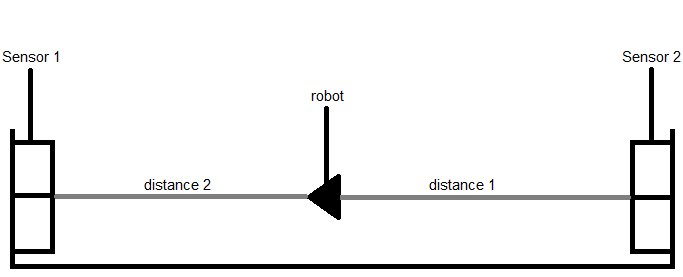 Sensor 1
Sensor 2
robot
distance 2
distance 1